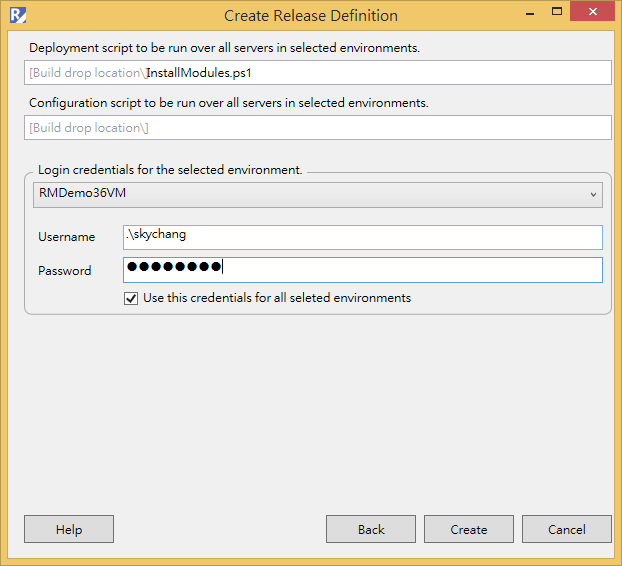 Create Release Definition
Deployment script to be run over all servers in selected environments.
[Build drop location\]InstallModules.ps1
Configuration script to be run over all servers in selected environments.
[Build drop location\]
Login credentials for the selected environment.
RMDemo36VM
Username .\skychang
Password ●●●●●●●●
Use this credentials for all seleted environments
Help Back Create Cancel